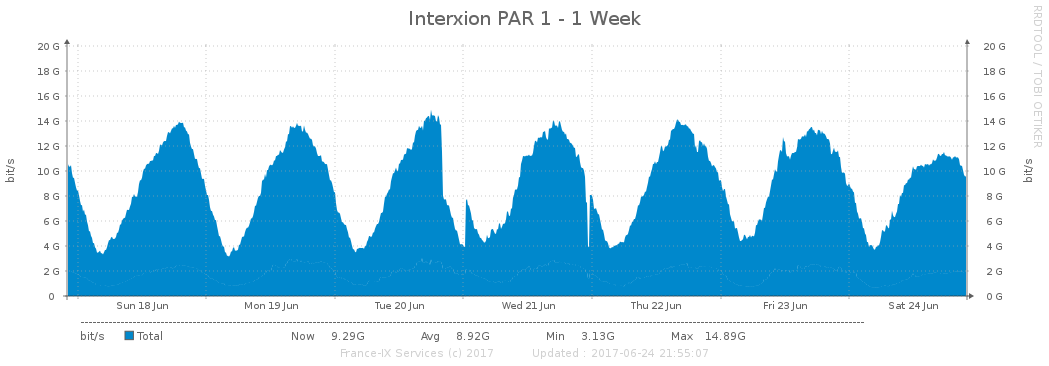 Interxion PAR 1 - 1 Week
RRDTOOL / TOBI OETIKER
20 G 20 G
18 G 18 G
16 G 16 G
14 G 14 G
12 G 12 G
10 G 10 G
8 G 8 G
6 G 6 G
4 G 4 G
2 G 2 G
0 0 G
bit/s bit/s
Sun 18 Jun Mon 19 Jun Tue 20 Jun Wed 21 Jun Thu 22 Jun Fri 23 Jun Sat 24 Jun
bit/s Total Now 9.29G Avg 8.92G Min 3.13G Max 14.89G
France-IX Services (c) 2017 Updated : 2017-06-24 21:55:07